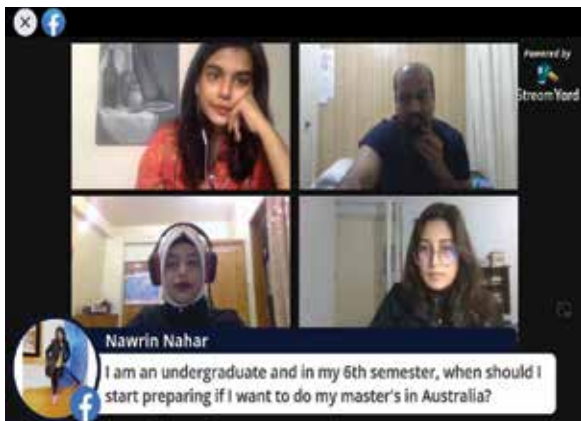 Powered by
StreamYard
Nawrin Nahar
I am an undergraduate and in my 6th semester, when should I
start preparing if I want to do my master's in Australia?